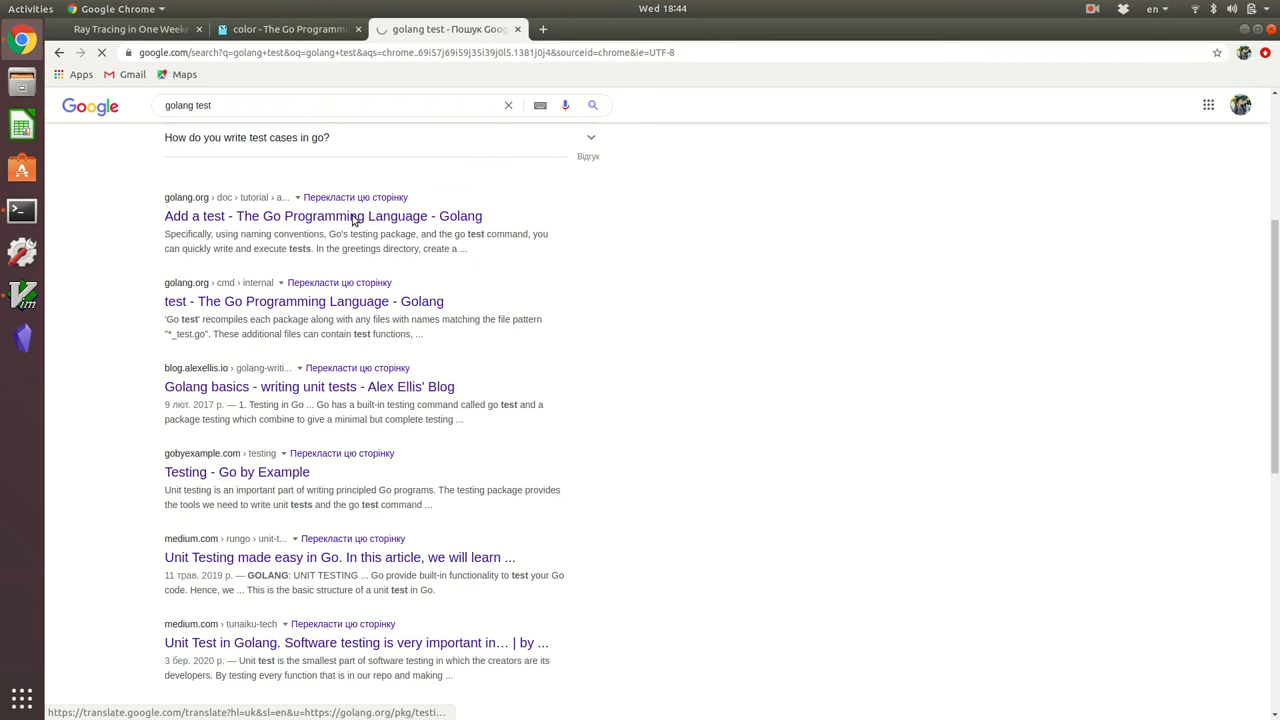 Activities
Google Chrome
Wed 18:44
en
Ray Tracing in One Weeke
color - The Go Programmi
golang test - Пошук Goog
google.com/search?q=golang+test&oq=golang+test&aqs=chrome..69i57j69i59j35i39j0l5.1381j0j4&sourceid=chrome&ie=UTF-8
Apps
Gmail
Maps
Google
golang test
How do you write test cases in go?
Відгук
golang.org › doc › tutorial › a... Перекласти цю сторінку
Add a test - The Go Programming Language - Golang
Specifically, using naming conventions, Go's testing package, and the go test command, you
can quickly write and execute tests. In the greetings directory, create a ...
golang.org › cmd › internal Перекласти цю сторінку
test - The Go Programming Language - Golang
'Go test' recompiles each package along with any files with names matching the file pattern
"*_test.go". These additional files can contain test functions, ...
blog.alexellis.io › golang-writi... Перекласти цю сторінку
Golang basics - writing unit tests - Alex Ellis' Blog
9 лют. 2017 р. — 1. Testing in Go ... Go has a built-in testing command called go test and a
package testing which combine to give a minimal but complete testing ...
gobyexample.com › testing Перекласти цю сторінку
Testing - Go by Example
Unit testing is an important part of writing principled Go programs. The testing package provides
the tools we need to write unit tests and the go test command ...
medium.com › rungo › unit-t... Перекласти цю сторінку
Unit Testing made easy in Go. In this article, we will learn ...
11 трав. 2019 р. — GOLANG: UNIT TESTING ... Go provide built-in functionality to test your Go
code. Hence, we ... This is the basic structure of a unit test in Go.
medium.com › tunaiku-tech Перекласти цю сторінку
Unit Test in Golang. Software testing is very important in… | by ...
3 бер. 2020 р. — Unit test is the smallest part of software testing in which the creators are its
developers. By testing every function that is in our repo and making ...
https://translate.google.com/translate?hl=uk&sl=en&u=https://golang.org/pkg/testi...